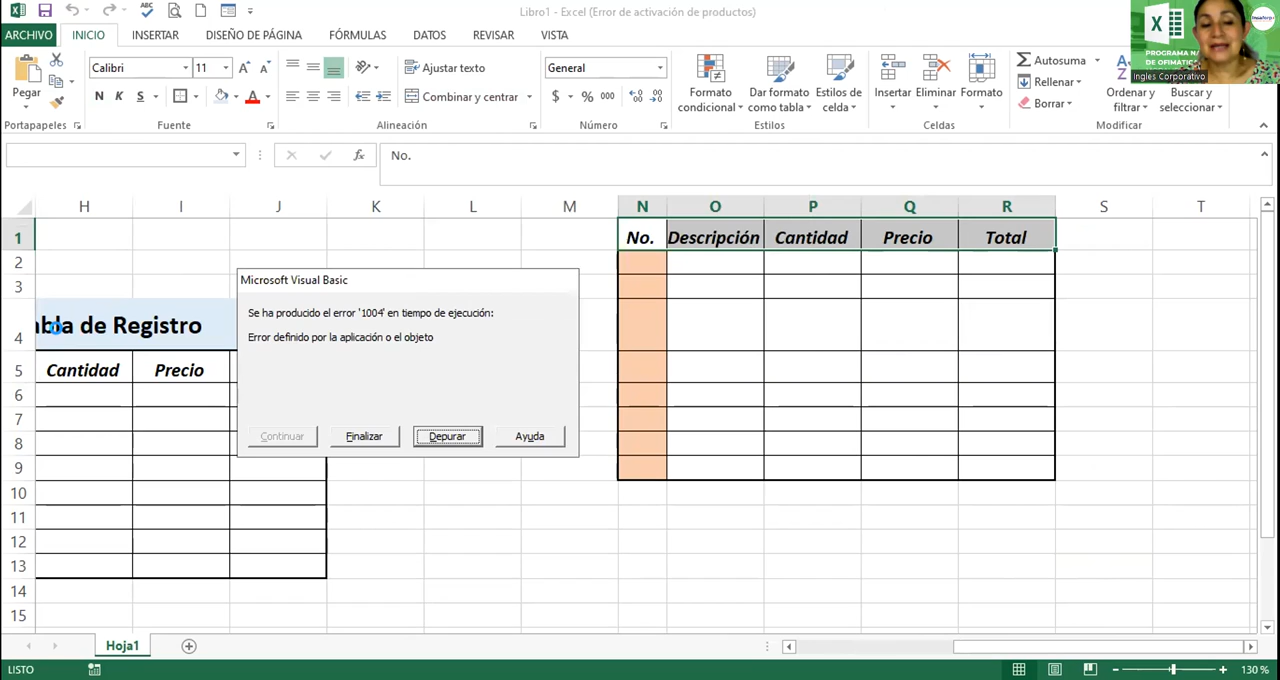 Libro1 - Excel (Error de activación de productos)
ARCHIVO INICIO INSERTAR DISEÑO DE PÁGINA FÓRMULAS DATOS REVISAR VISTA
PROGRAMA
DE OFIMATIC
Ingles Corporativo
Pegar
Calibri 11
N K S
Ajustar texto
Combinar y centrar
General
$ % 000
Formato condicional
Dar formato como tabla
Estilos de celda
Insertar Eliminar Formato
Autosuma
Rellenar
Borrar
Ordenar y filtrar
Buscar y seleccionar
Portapapeles Fuente Alineación Número Estilos Celdas Modificar
fx No.
H I J K L M N O P Q R S T
1 No. Descripción Cantidad Precio Total
2
3
4 abla de Registro
5 Cantidad Precio
6
7
8
9
10
11
12
13
14
15
Microsoft Visual Basic
Se ha producido el error '1004' en tiempo de ejecución:
Error definido por la aplicación o el objeto
Continuar Finalizar Depurar Ayuda
Hoja1
LISTO 130 %